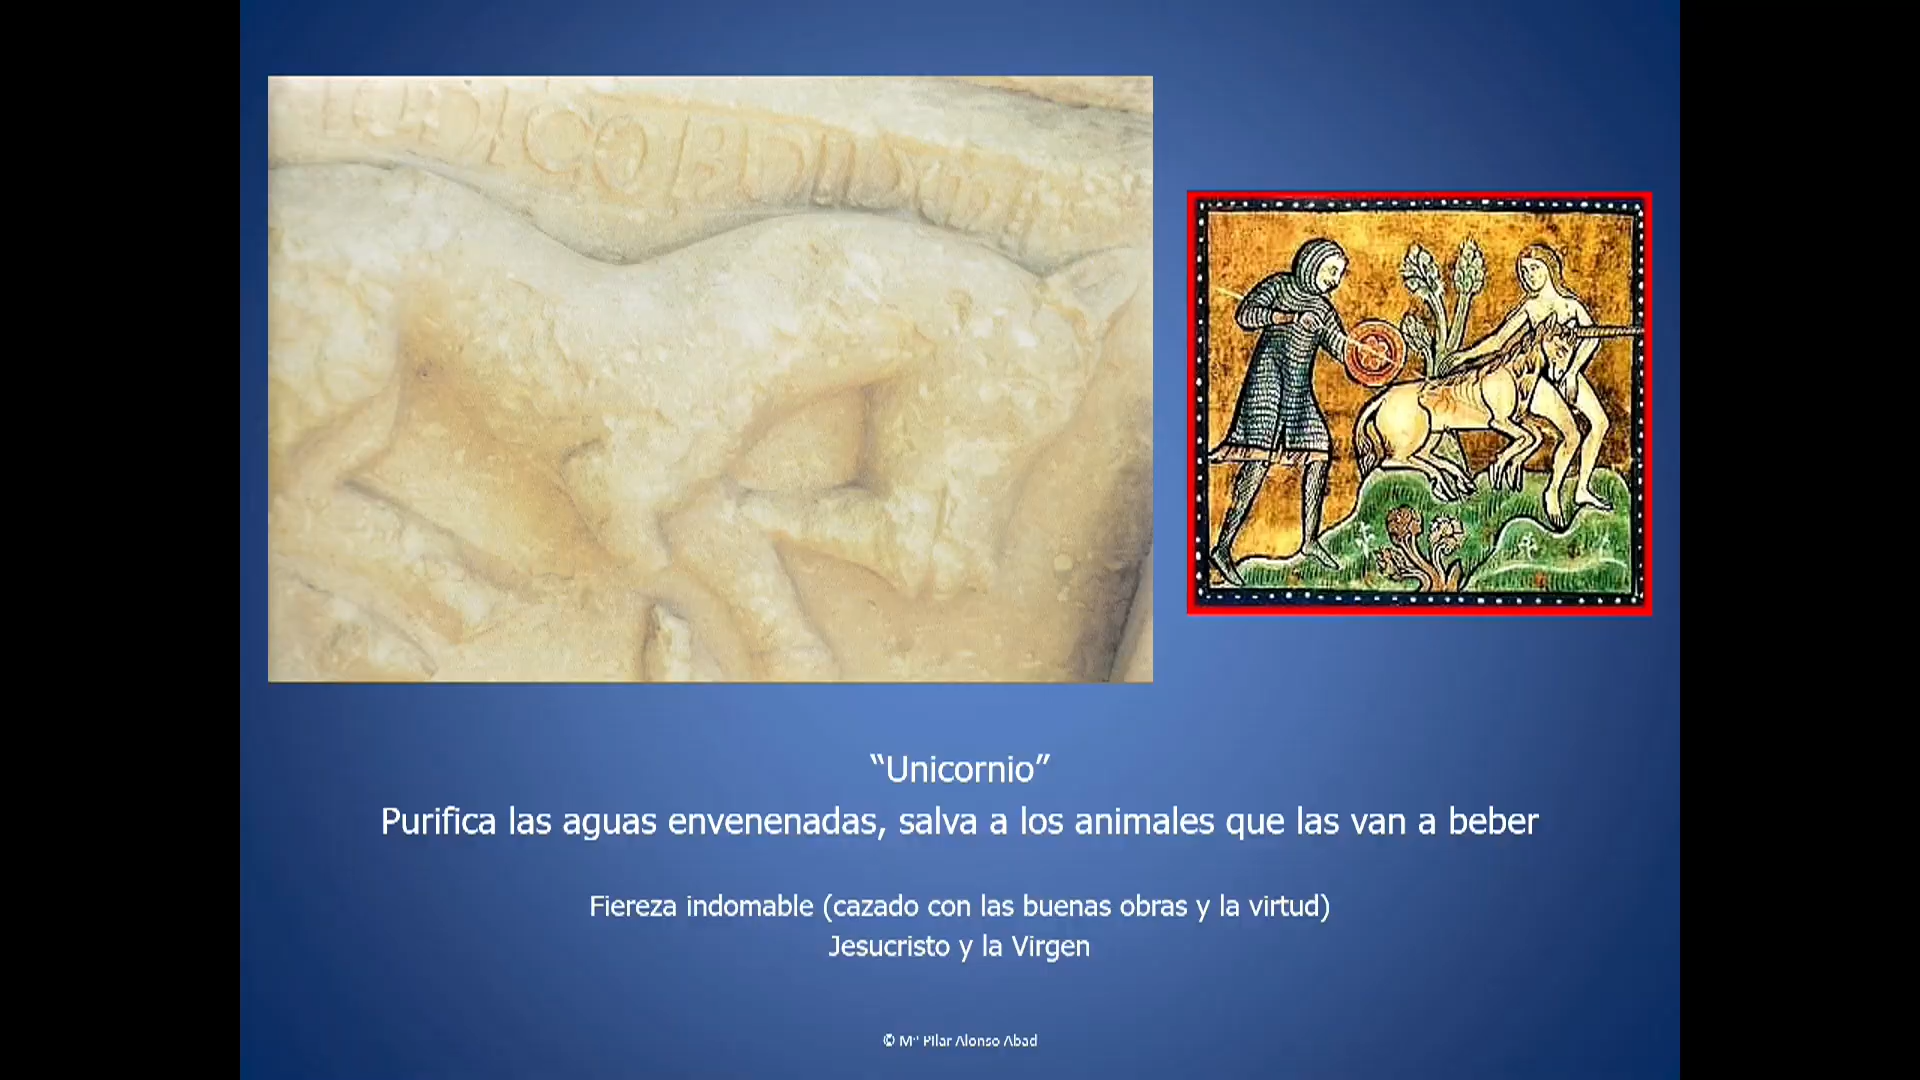 “Unicornio”
Purifica las aguas envenenadas, salva a los animales que las van a beber
Fiereza indomable (cazado con las buenas obras y la virtud)
Jesucristo y la Virgen
© Mª Pilar Alonso Abad